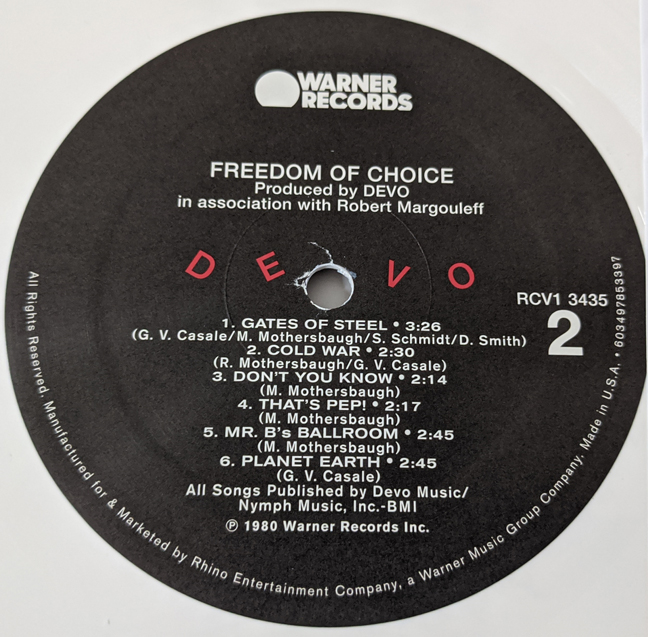 WARNER
RECORDS
FREEDOM OF CHOICE
Produced by DEVO
in association with Robert Margouleff
D E V O
RCV1 3435
2
1. GATES OF STEEL • 3:26
(G. V. Casale/M. Mothersbaugh/S. Schmidt/D. Smith)
2. COLD WAR • 2:30
(R. Mothersbaugh/G. V. Casale)
3. DON'T YOU KNOW • 2:14
(M. Mothersbaugh)
4. THAT'S PEP! • 2:17
(M. Mothersbaugh)
5. MR. B's BALLROOM • 2:45
(M. Mothersbaugh)
6. PLANET EARTH • 2:45
(G. V. Casale)
All Songs Published by Devo Music/
Nymph Music, Inc.-BMI
℗ 1980 Warner Records Inc.
All Rights Reserved. Manufactured for & Marketed by Rhino Entertainment Company, a Warner Music Group Company. Made in U.S.A. • 603497853397